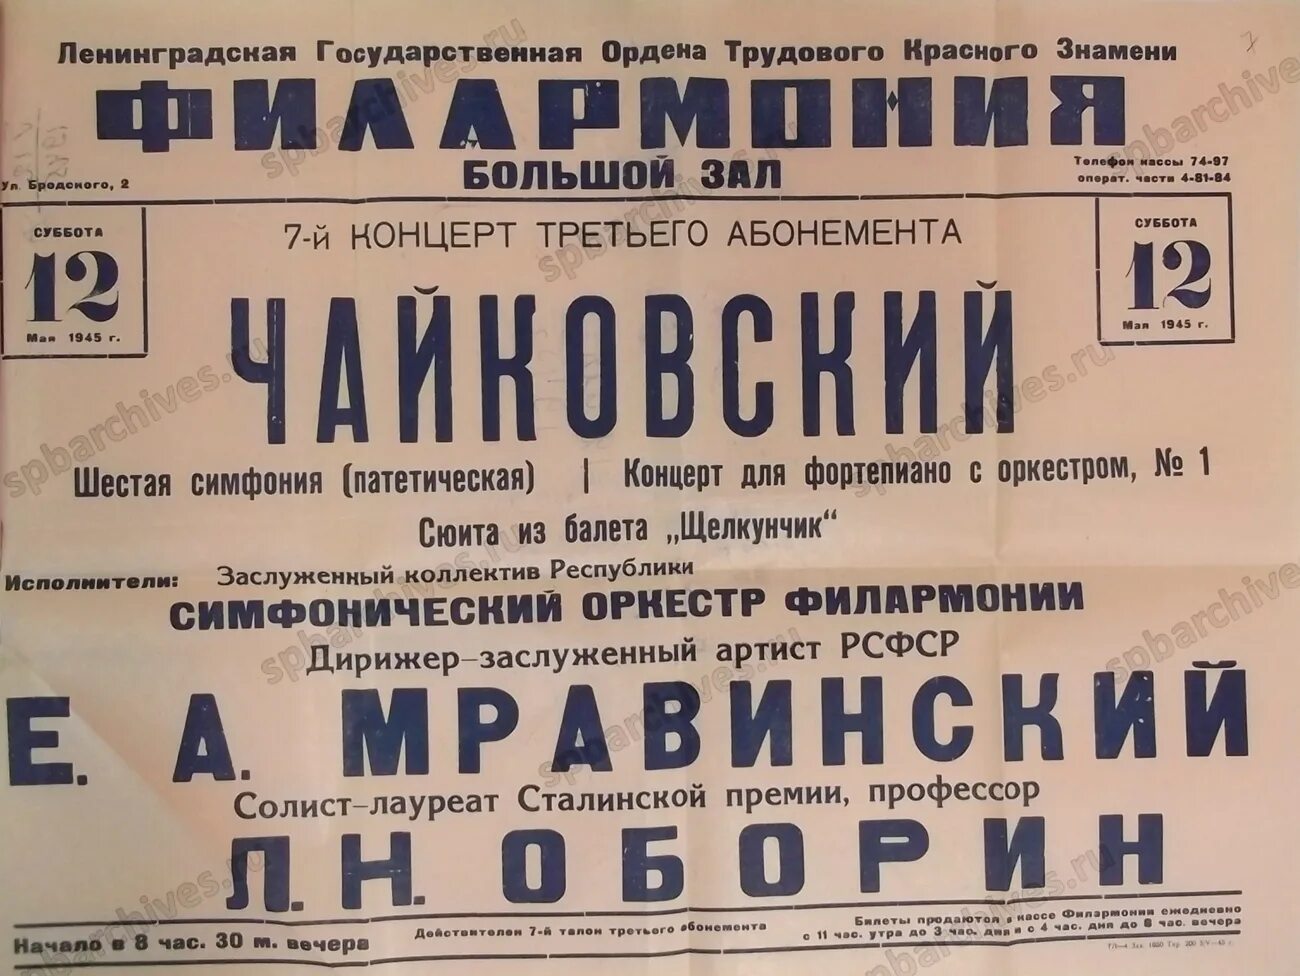 Ленинградская Государственная Ордена Трудового Красного Знамени
ФИЛАРМОНИЯ
БОЛЬШОЙ ЗАЛ
Ул. Бродского, 2
Телефон кассы 74-97
операт. части 4-81-84
СУББОТА
12
Мая 1945 г.
7-й КОНЦЕРТ ТРЕТЬЕГО АБОНЕМЕНТА
СУББОТА
12
Мая 1945 г.
ЧАЙКОВСКИЙ
Шестая симфония (патетическая) | Концерт для фортепиано с оркестром, № 1
Сюита из балета „Щелкунчик“
Исполнители: Заслуженный коллектив Республики
СИМФОНИЧЕСКИЙ ОРКЕСТР ФИЛАРМОНИИ
Дирижер-заслуженный артист РСФСР
Е. А. МРАВИНСКИЙ
Солист-лауреат Сталинской премии, профессор
Л. Н. ОБОРИН
Начало в 8 час. 30 м. вечера
Действителен 7-й талон третьего абонемента
Билеты продаются в кассе Филармонии ежедневно
с 11 час. утра до 3 час. дня и с 4 час. дня до 8 час. вечера
spbarchives.ru